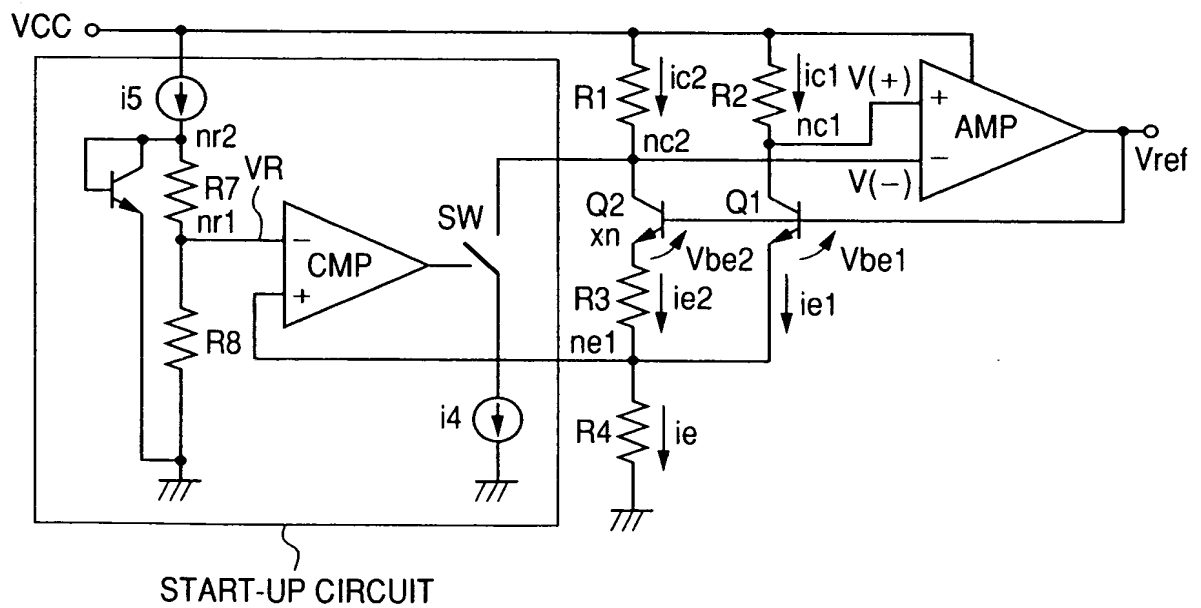 VCC
i5
nr2
R7
VR
nr1
R8
CMP
−
+
SW
i4
R1
ic2
R2
ic1
V(+)
nc1
nc2
V(−)
+
−
AMP
Vref
Q2
xn
Q1
Vbe2
Vbe1
R3
ie2
ie1
ne1
R4
ie
START-UP CIRCUIT